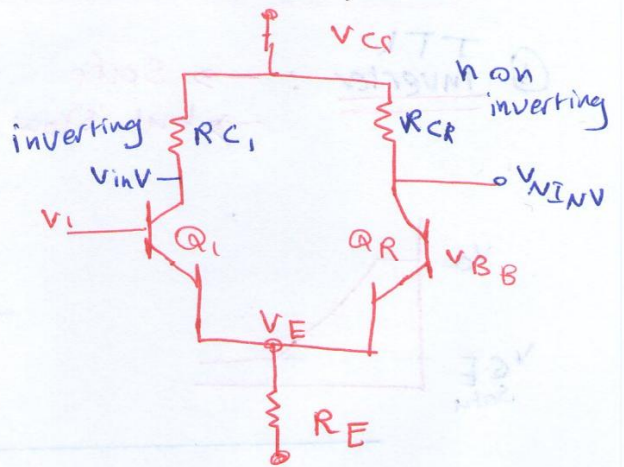 VCC
non
inverting
inverting
RC1
RCR
VinV
VNINV
V1
Q1
QR
VBB
VE
RE